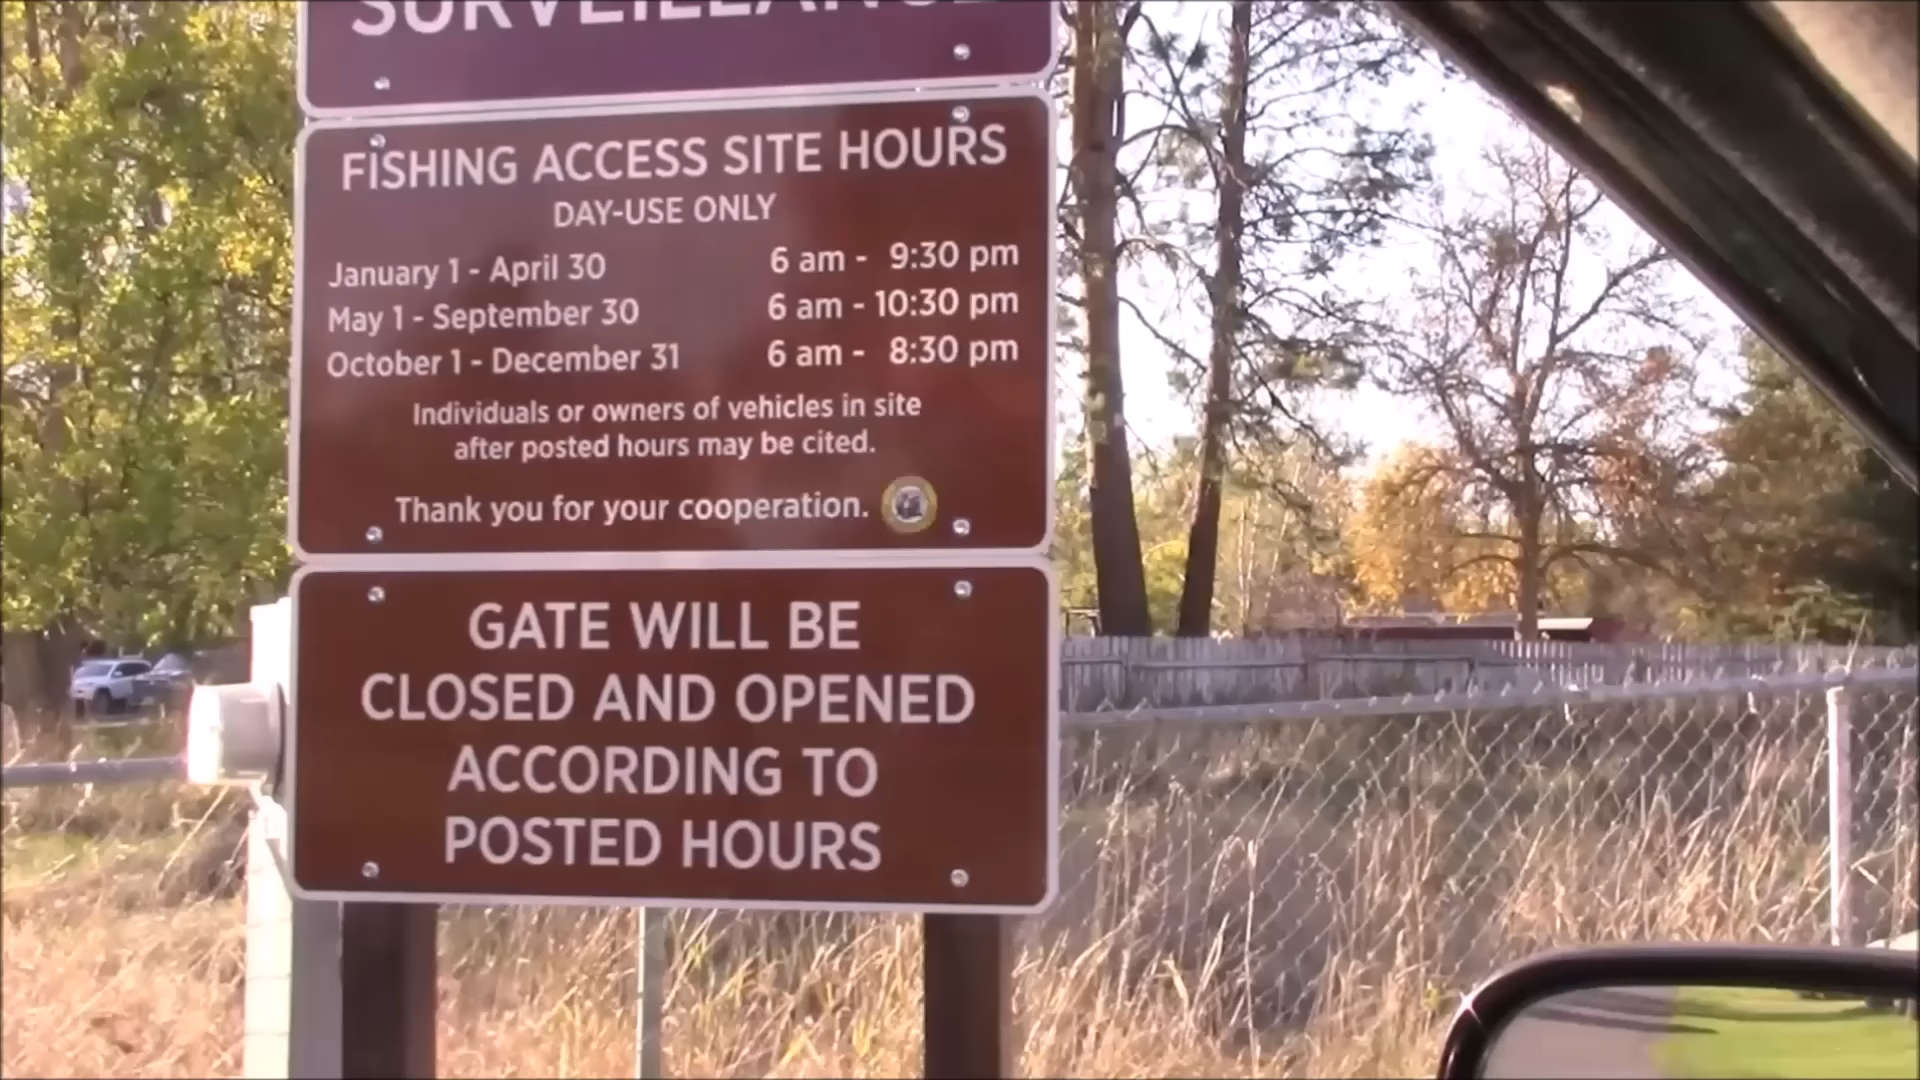 SURVEILLANCE
FISHING ACCESS SITE HOURS
DAY-USE ONLY
January 1 - April 30 6 am - 9:30 pm
May 1 - September 30 6 am - 10:30 pm
October 1 - December 31 6 am - 8:30 pm
Individuals or owners of vehicles in site
after posted hours may be cited.
Thank you for your cooperation.
GATE WILL BE
CLOSED AND OPENED
ACCORDING TO
POSTED HOURS